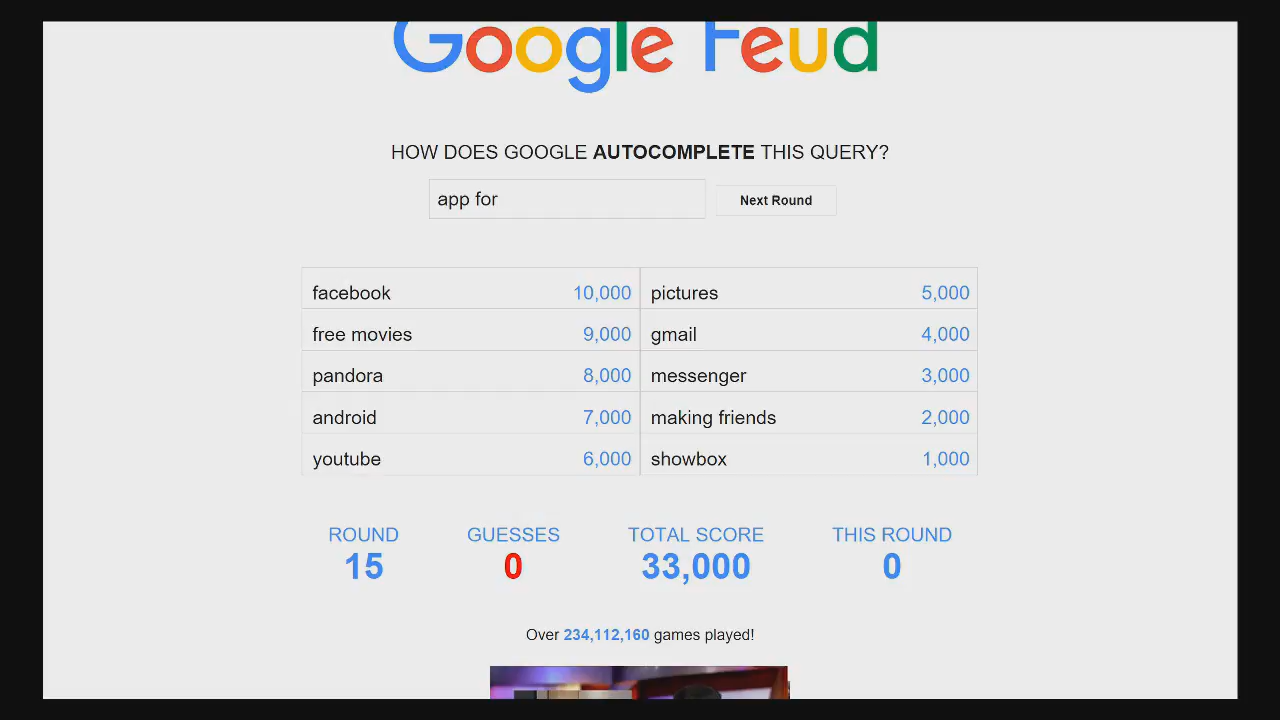 Google Feud
HOW DOES GOOGLE AUTOCOMPLETE THIS QUERY?
app for
Next Round
facebook 10,000
pictures 5,000
free movies 9,000
gmail 4,000
pandora 8,000
messenger 3,000
android 7,000
making friends 2,000
youtube 6,000
showbox 1,000
ROUND GUESSES TOTAL SCORE THIS ROUND
15 0 33,000 0
Over 234,112,160 games played!